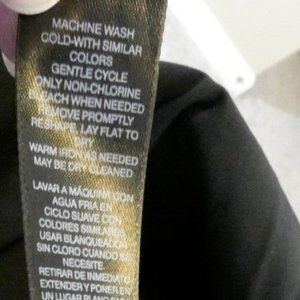 MACHINE WASH
COLD-WITH SIMILAR
COLORS
GENTLE CYCLE
ONLY NON-CHLORINE
BLEACH WHEN NEEDED
REMOVE PROMPTLY
RESHAPE, LAY FLAT TO
DRY
WARM IRON AS NEEDED
MAY BE DRY CLEANED
LAVAR A MÁQUINA CON
AGUA FRIA EN
CICLO SUAVE CON
COLORES SIMILARES
USAR BLANQUEADOR
SIN CLORO CUANDO SE
NECESITE
RETIRAR DE INMEDIATO
EXTENDER Y PONER EN
UN LUGAR PLANO